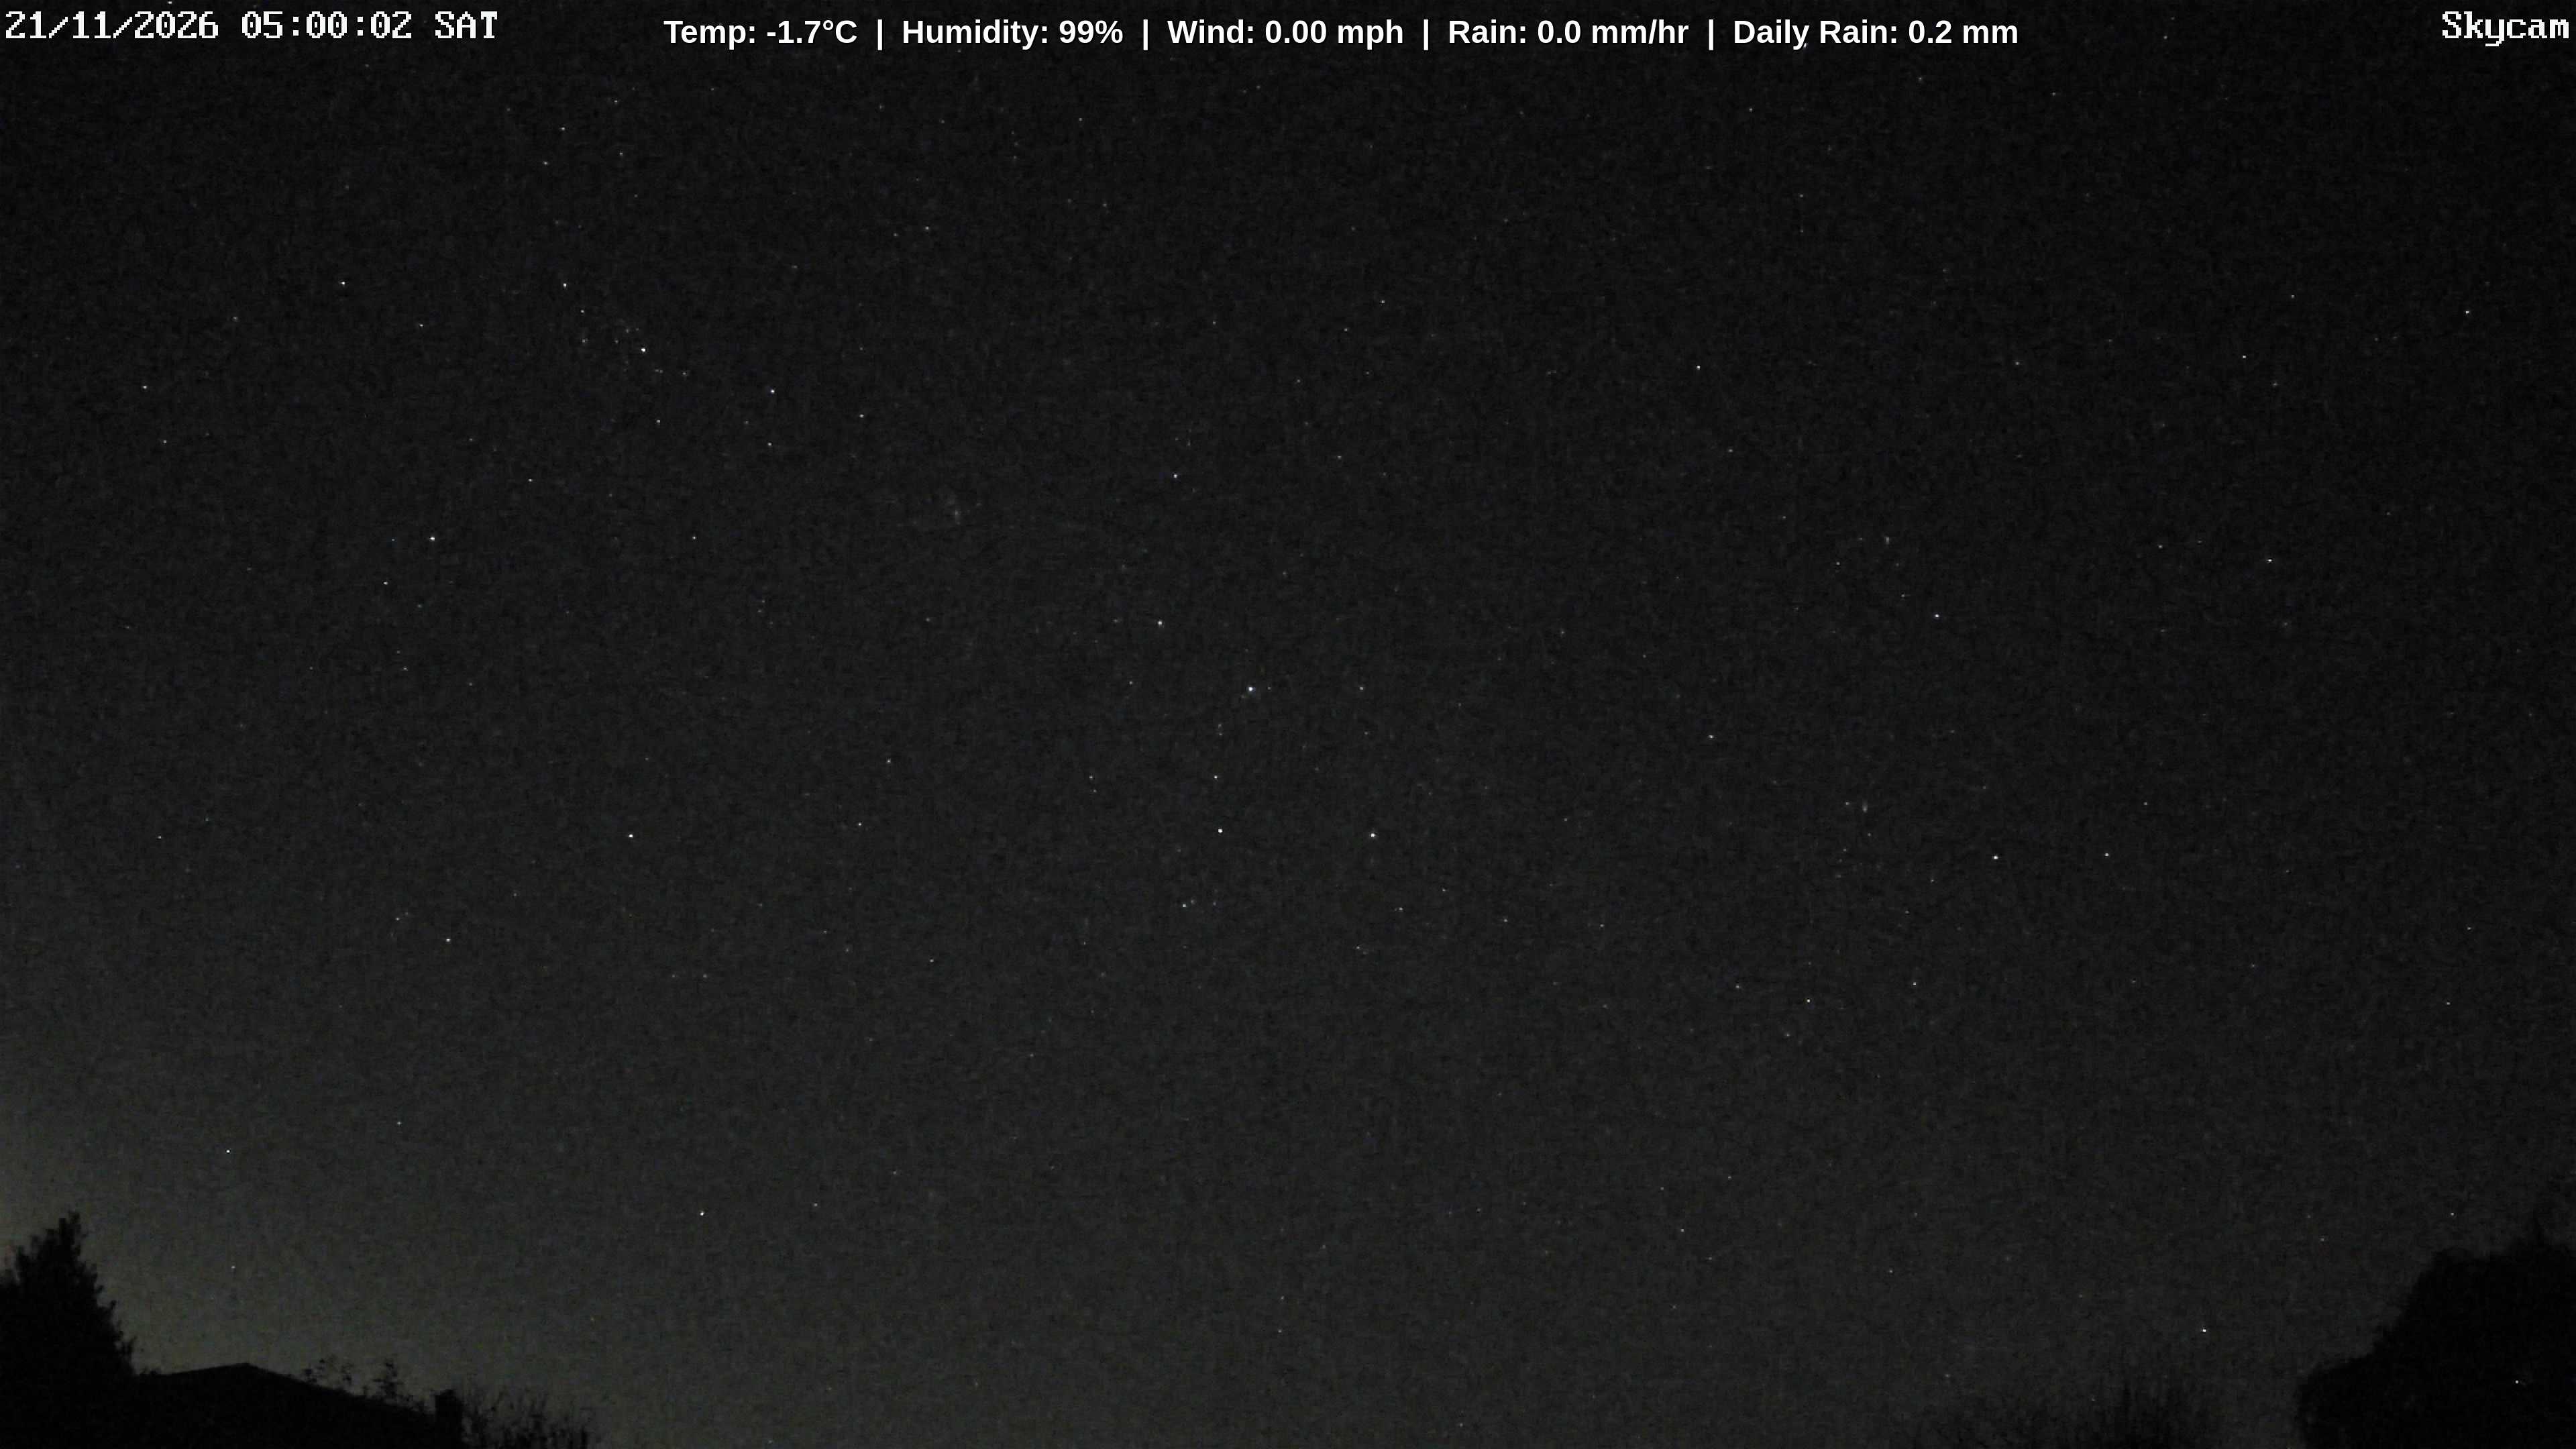 21/11/2026 05:00:02 SAT
Temp: -1.7°C | Humidity: 99% | Wind: 0.00 mph | Rain: 0.0 mm/hr | Daily Rain: 0.2 mm
Skycam